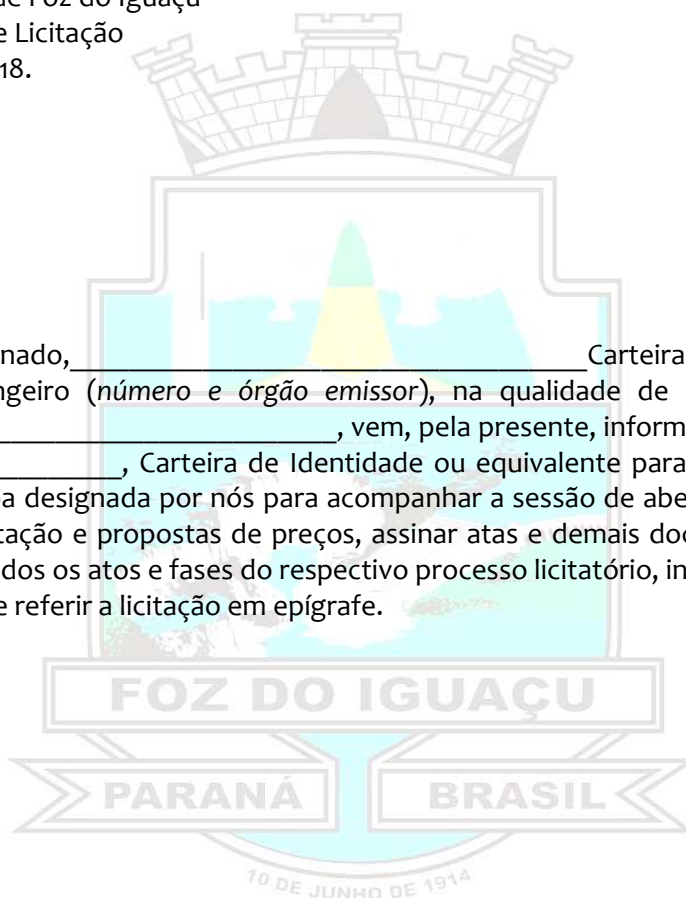 de Foz do Iguaçu
e Licitação
18.
nado,____________________________________Carteira
ngeiro (número e órgão emissor), na qualidade de
________________________, vem, pela presente, inform
_________, Carteira de Identidade ou equivalente para
a designada por nós para acompanhar a sessão de abe
tação e propostas de preços, assinar atas e demais doc
dos os atos e fases do respectivo processo licitatório, in
e referir a licitação em epígrafe.
FOZ DO IGUAÇU
PARANÁ BRASIL
10 DE JUNHO DE 1914